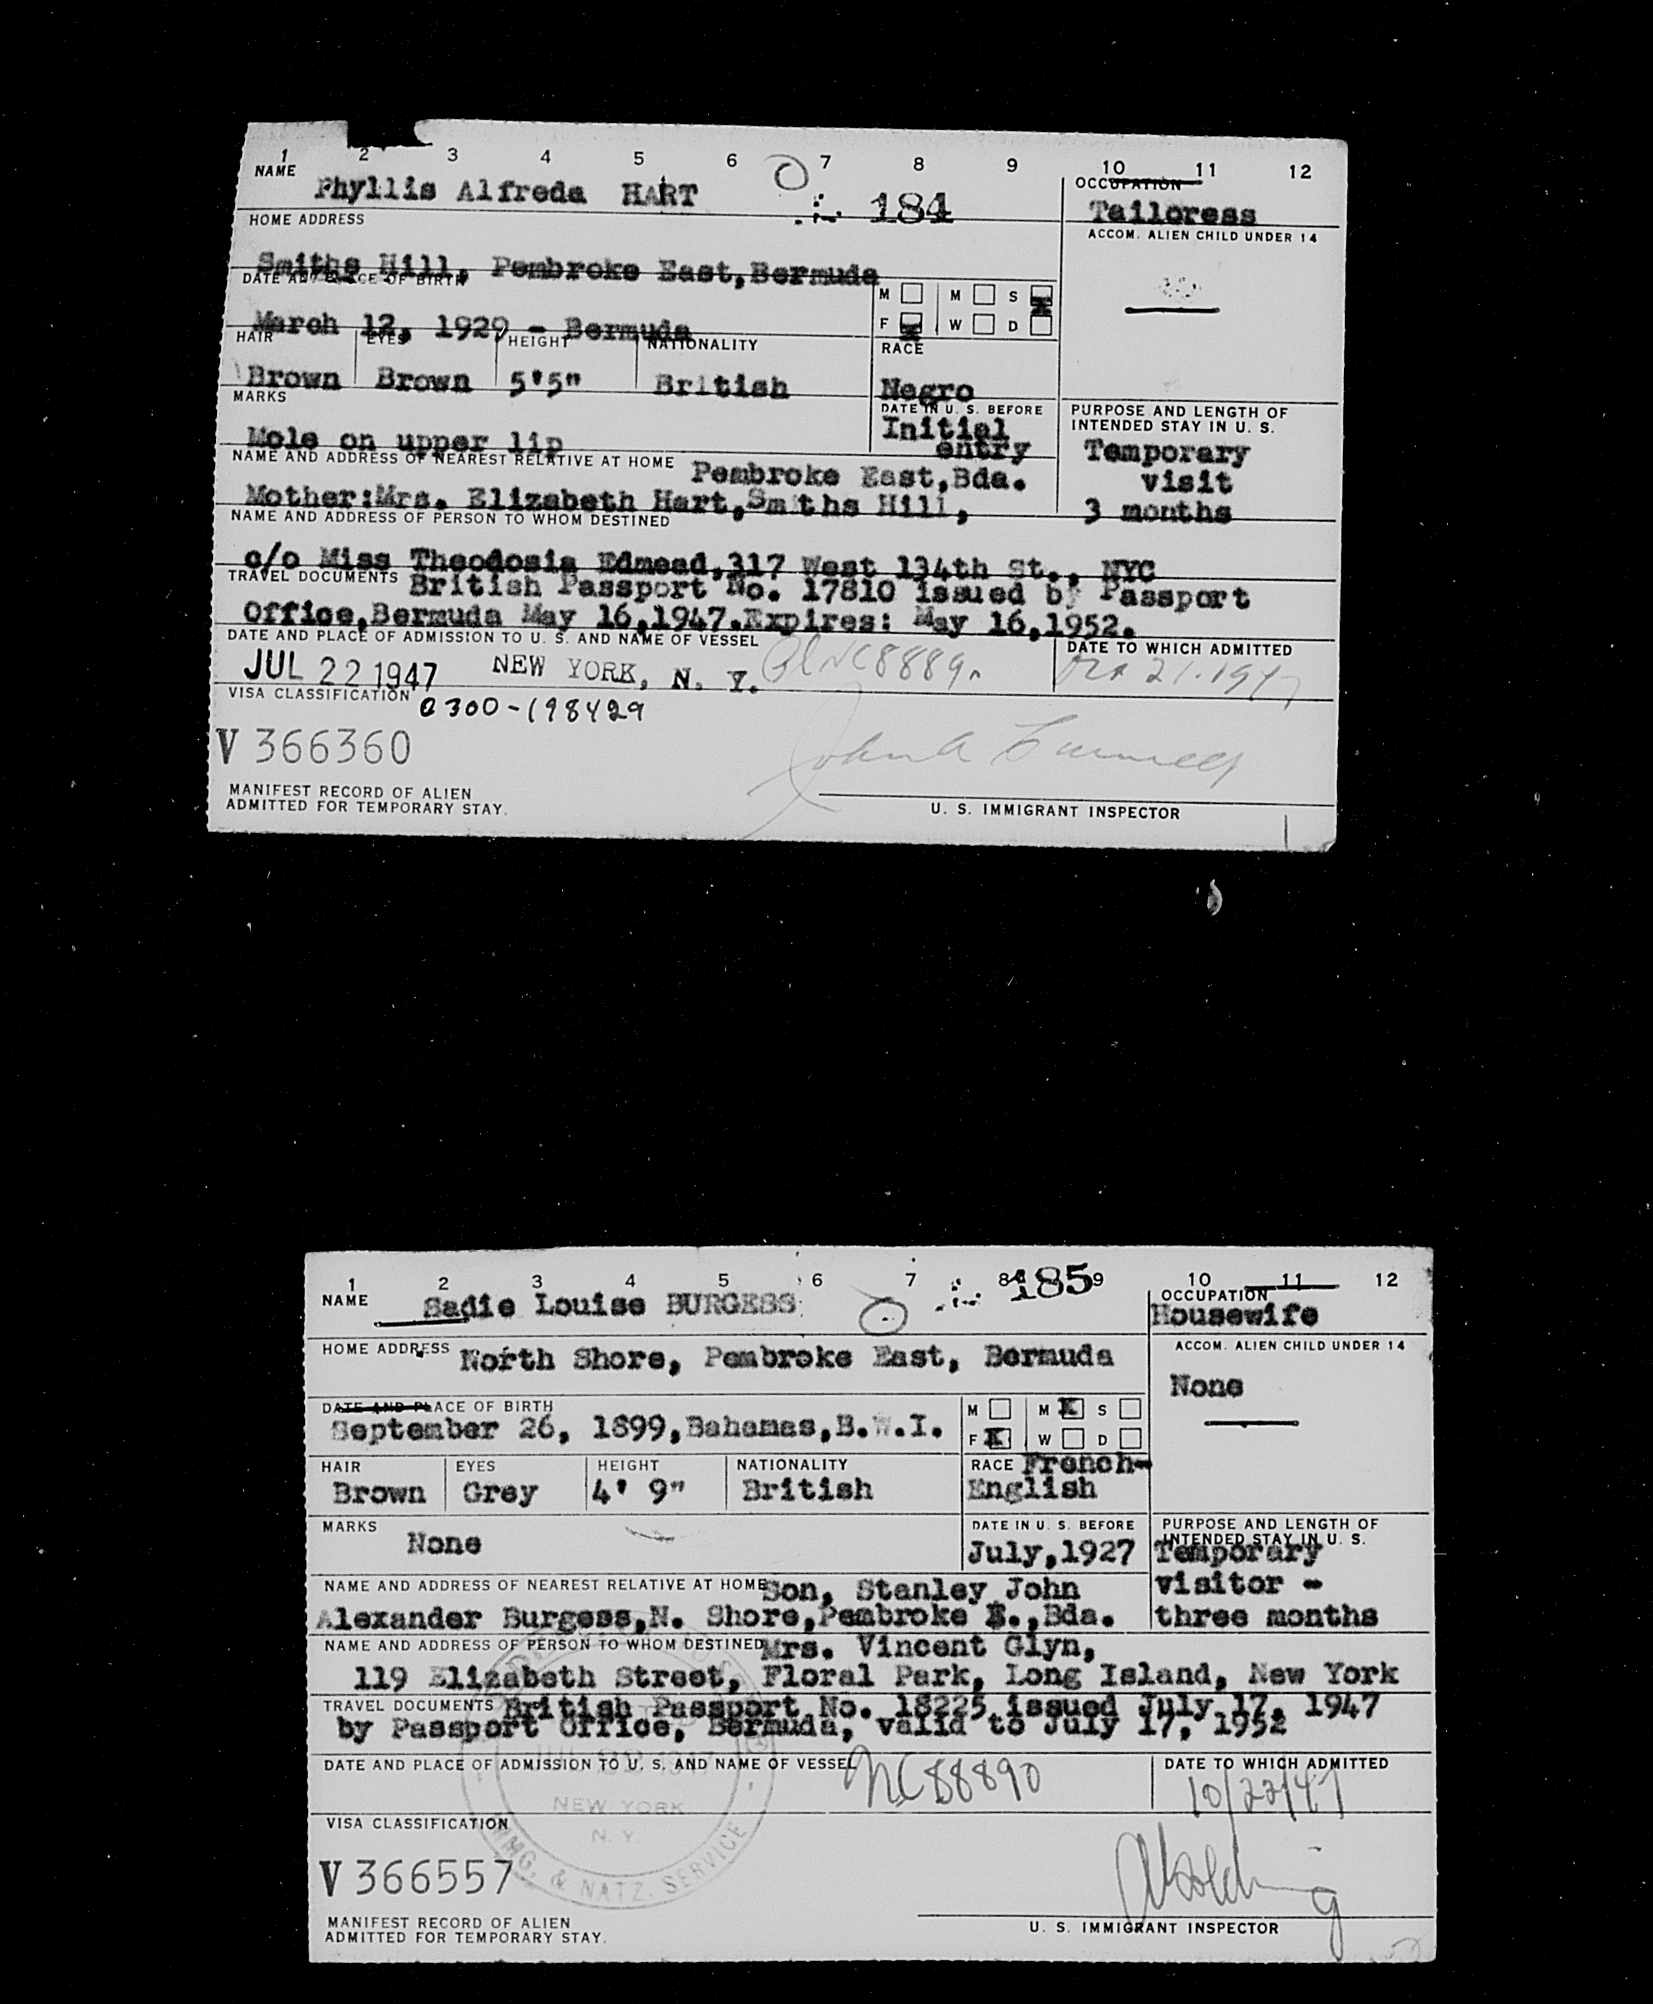 1 2 3 4 5 6 7 8 9 10 11 12
NAME Phyllis Alfreda HART 184
OCCUPATION
Tailoress
HOME ADDRESS
Smiths Hill, Pembroke East, Bermuda
ACCOM. ALIEN CHILD UNDER 14
DATE AND PLACE OF BIRTH
March 12, 1929 - Bermuda
M M S X
F X W D
HAIR EYES HEIGHT NATIONALITY RACE
Brown Brown 5'5" British Negro
MARKS
Mole on upper lip
DATE IN U. S. BEFORE
Initial
entry
PURPOSE AND LENGTH OF
INTENDED STAY IN U. S.
Temporary
visit
3 months
NAME AND ADDRESS OF NEAREST RELATIVE AT HOME Pembroke East, Bda.
Mother: Mrs. Elizabeth Hart, Smiths Hill,
NAME AND ADDRESS OF PERSON TO WHOM DESTINED
c/o Miss Theodosia Edmead, 317 West 134th St., NYC
TRAVEL DOCUMENTS British Passport No. 17810 issued by Passport
Office, Bermuda May 16, 1947. Expires: May 16, 1952.
DATE AND PLACE OF ADMISSION TO U. S. AND NAME OF VESSEL
DATE TO WHICH ADMITTED
JUL 22 1947 NEW YORK, N. Y. NC 8889 21. 1947
VISA CLASSIFICATION 0300-198429
V 366360
MANIFEST RECORD OF ALIEN
ADMITTED FOR TEMPORARY STAY.
U. S. IMMIGRANT INSPECTOR
1 2 3 4 5 6 7 8 9 10 11 12
NAME Sadie Louise BURGESS 185
OCCUPATION
Housewife
HOME ADDRESS North Shore, Pembroke East, Bermuda
ACCOM. ALIEN CHILD UNDER 14
None
DATE AND PLACE OF BIRTH
September 26, 1899, Bahamas, B.W.I.
M M X S
F X W D
HAIR EYES HEIGHT NATIONALITY RACE French-
Brown Grey 4' 9" British English
MARKS None
DATE IN U. S. BEFORE
July, 1927
PURPOSE AND LENGTH OF
INTENDED STAY IN U. S.
Temporary
visitor -
three months
NAME AND ADDRESS OF NEAREST RELATIVE AT HOME Son, Stanley John
Alexander Burgess, N. Shore, Pembroke E., Bda.
NAME AND ADDRESS OF PERSON TO WHOM DESTINED Mrs. Vincent Glyn,
119 Elizabeth Street, Floral Park, Long Island, New York
TRAVEL DOCUMENTS British Passport No. 18225 issued July 17, 1947
by Passport Office, Bermuda, valid to July 17, 1952
DATE AND PLACE OF ADMISSION TO U. S. AND NAME OF VESSEL NC88890
DATE TO WHICH ADMITTED
10/22/47
NEW YORK
N. Y.
IMMG. & NATZ. SERVICE
VISA CLASSIFICATION
V 366557
MANIFEST RECORD OF ALIEN
ADMITTED FOR TEMPORARY STAY.
U. S. IMMIGRANT INSPECTOR